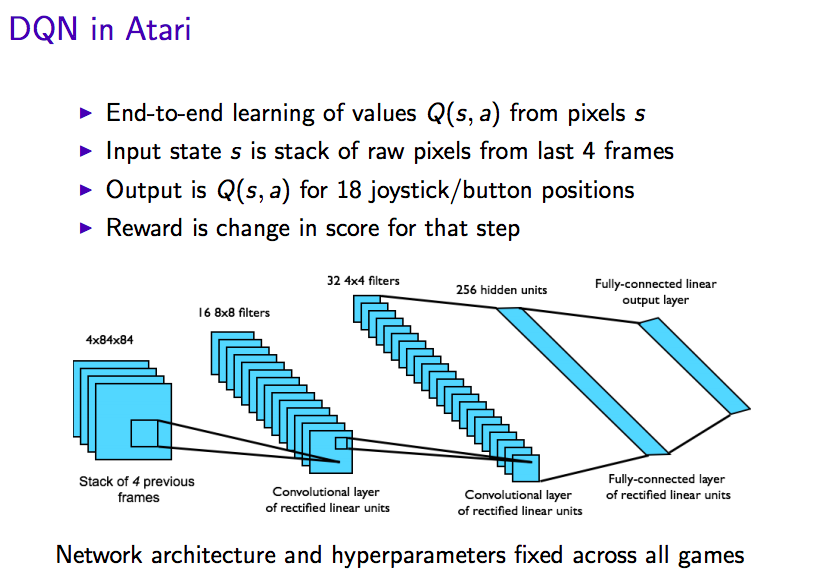 DQN in Atari
End-to-end learning of values Q(s, a) from pixels s
Input state s is stack of raw pixels from last 4 frames
Output is Q(s, a) for 18 joystick/button positions
Reward is change in score for that step
4x84x84
Stack of 4 previous
frames
16 8x8 filters
Convolutional layer
of rectified linear units
32 4x4 filters
Convolutional layer
of rectified linear units
256 hidden units
Fully-connected layer
of rectified linear units
Fully-connected linear
output layer
Network architecture and hyperparameters fixed across all games